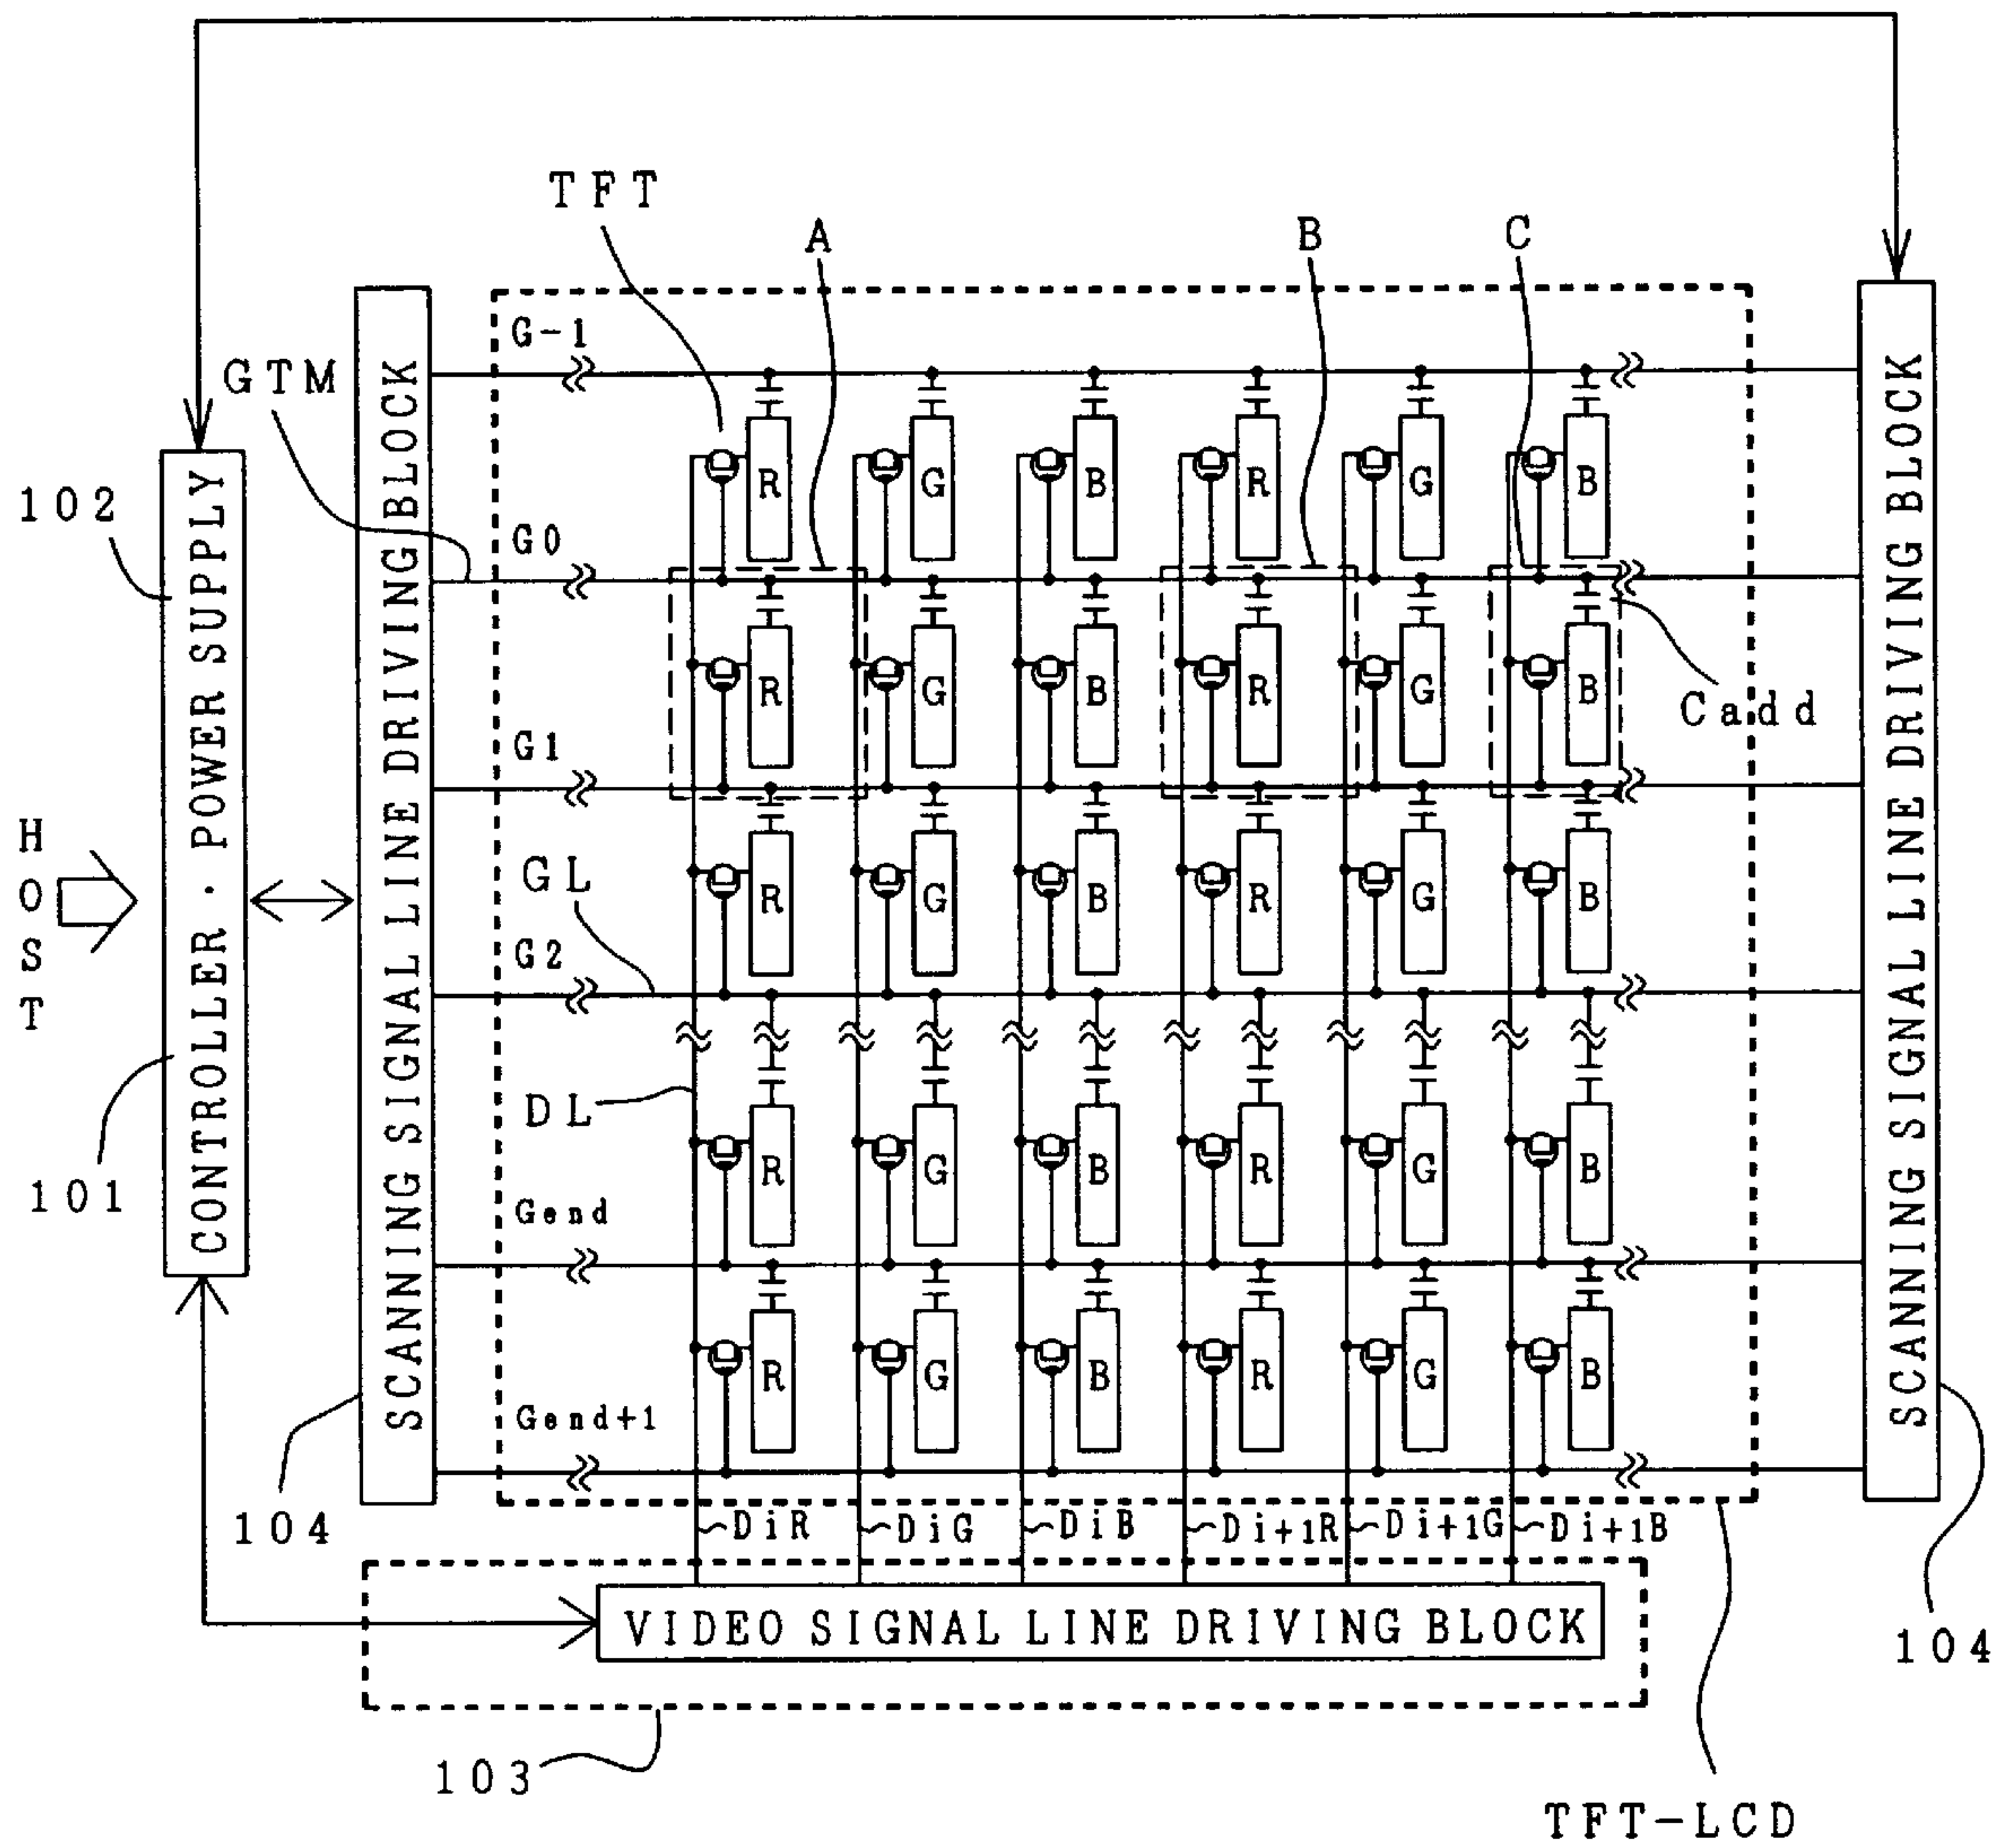 TFT
A
B
C
G-1
GTM
102
G0
G1
Cadd
GL
G2
HOST
DL
101
Gend
Gend+1
CONTROLLER · POWER SUPPLY
SCANNING SIGNAL LINE DRIVING BLOCK
SCANNING SIGNAL LINE DRIVING BLOCK
R G B R G B
R G B R G B
R G B R G B
R G B R G B
R G B R G B
104
DiR DiG DiB Di+1R Di+1G Di+1B
VIDEO SIGNAL LINE DRIVING BLOCK
104
103
TFT-LCD